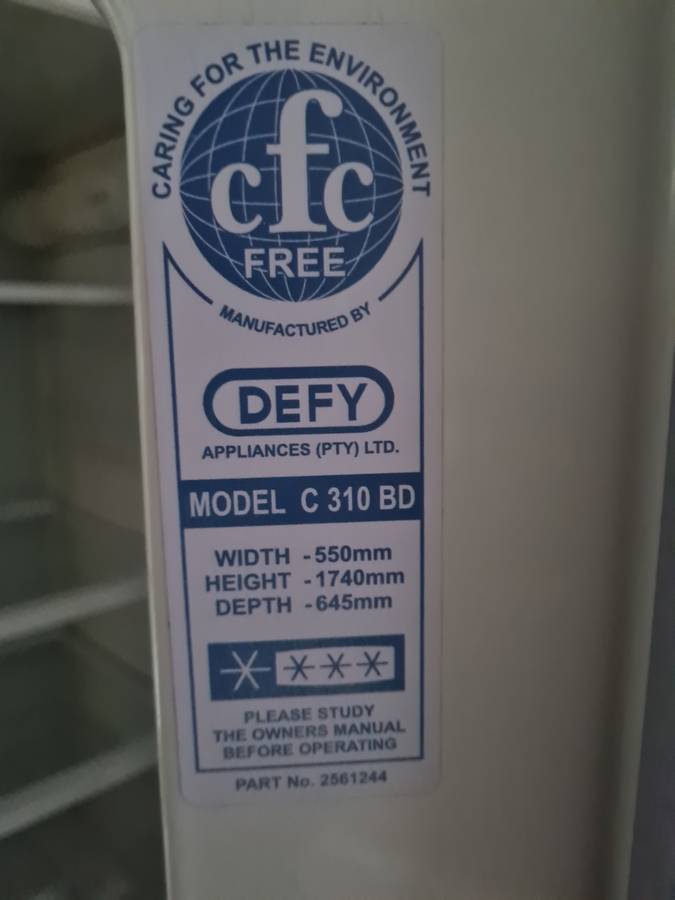 CARING FOR THE ENVIRONMENT
cfc
FREE
MANUFACTURED BY
DEFY
APPLIANCES (PTY) LTD.
MODEL C 310 BD
WIDTH - 550mm
HEIGHT - 1740mm
DEPTH - 645mm
PLEASE STUDY
THE OWNERS MANUAL
BEFORE OPERATING
PART No. 2561244